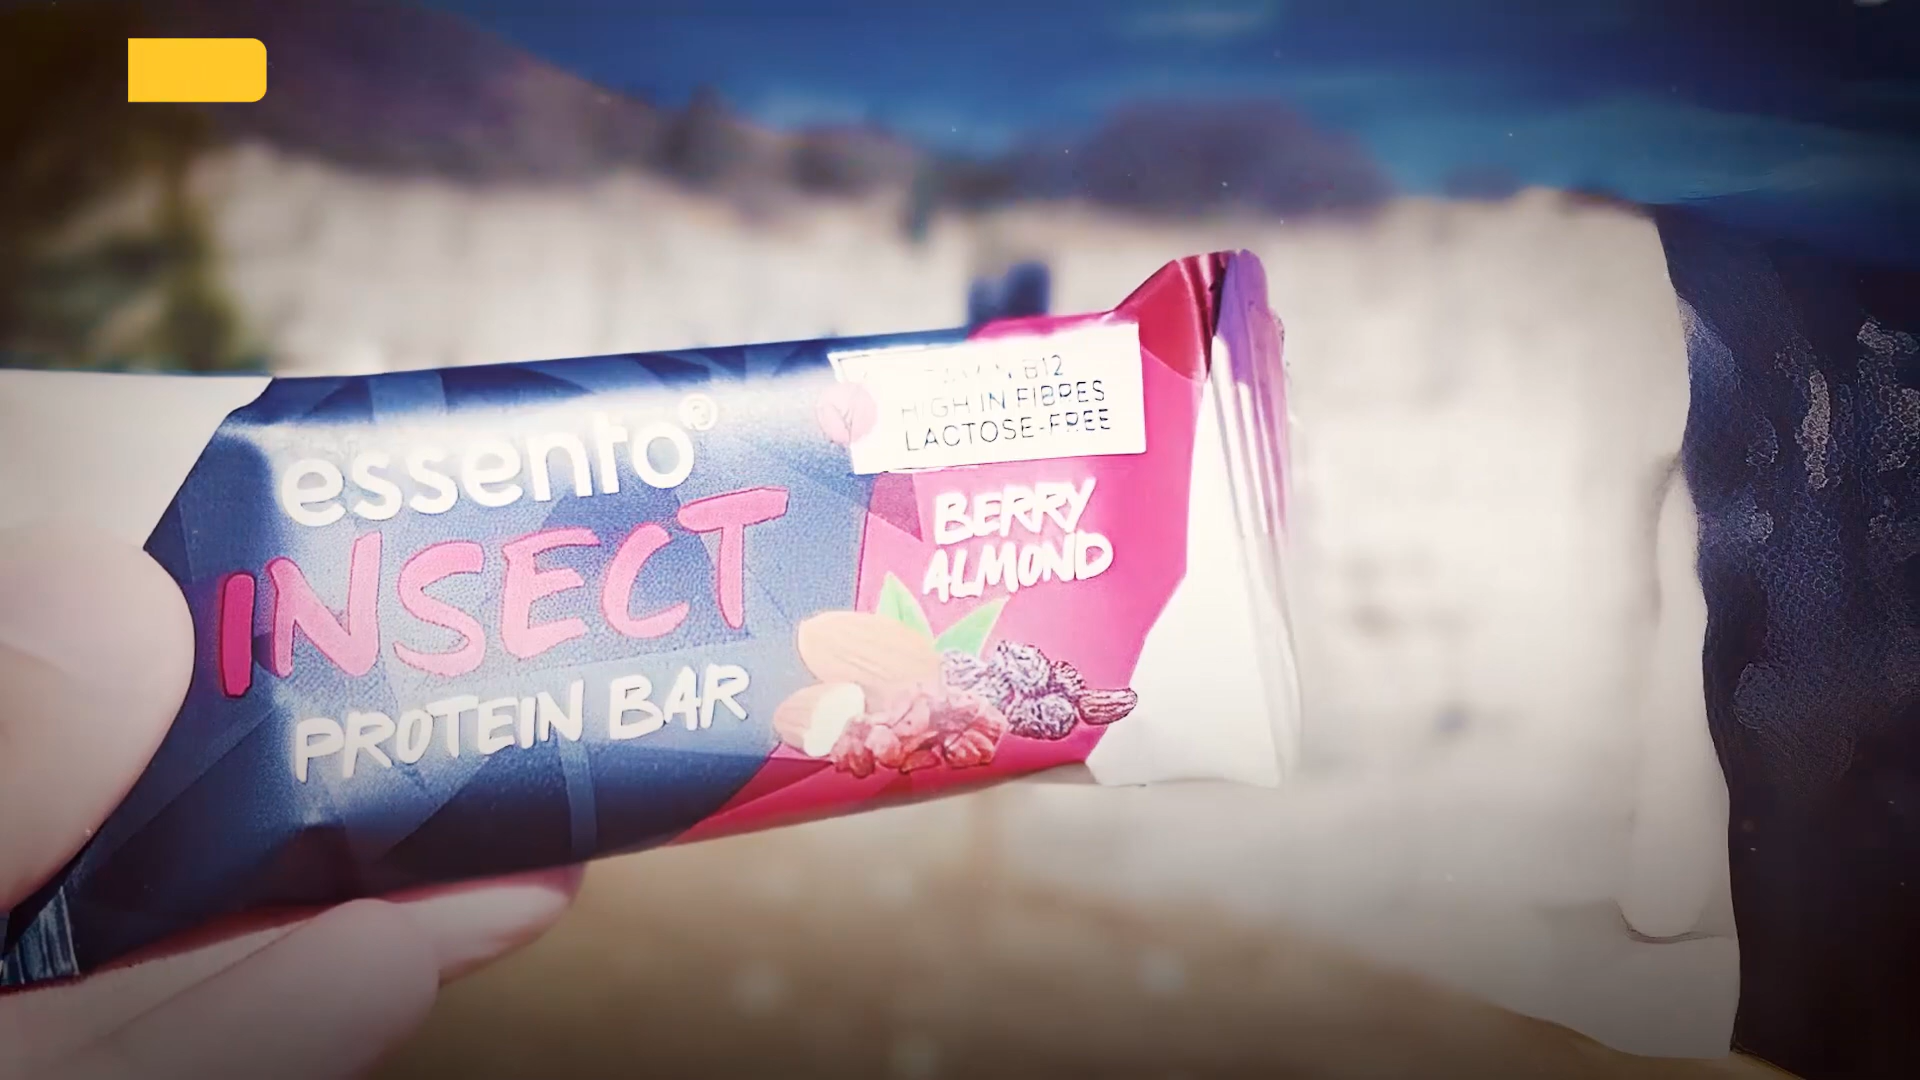 essento®
INSECT
PROTEIN BAR
B12
HIGH IN FIBRES
LACTOSE-FREE
BERRY
ALMOND